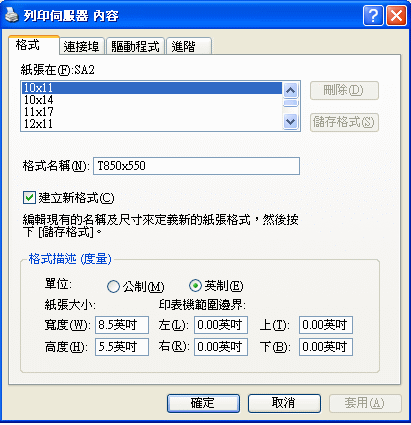 列印伺服器 內容
格式 連接埠 驅動程式 進階
紙張在(F):SA2
10x11
10x14
11x17
12x11
刪除(D)
儲存格式(S)
格式名稱(N): T850x550
建立新格式(C)
編輯現有的名稱及尺寸來定義新的紙張格式，然後按
下 [儲存格式]。
格式描述 (度量)
單位: 公制(M) 英制(E)
紙張大小: 印表機範圍邊界:
寬度(W): 8.5英吋 左(L): 0.00英吋 上(T): 0.00英吋
高度(H): 5.5英吋 右(R): 0.00英吋 下(B): 0.00英吋
確定 取消 套用(A)